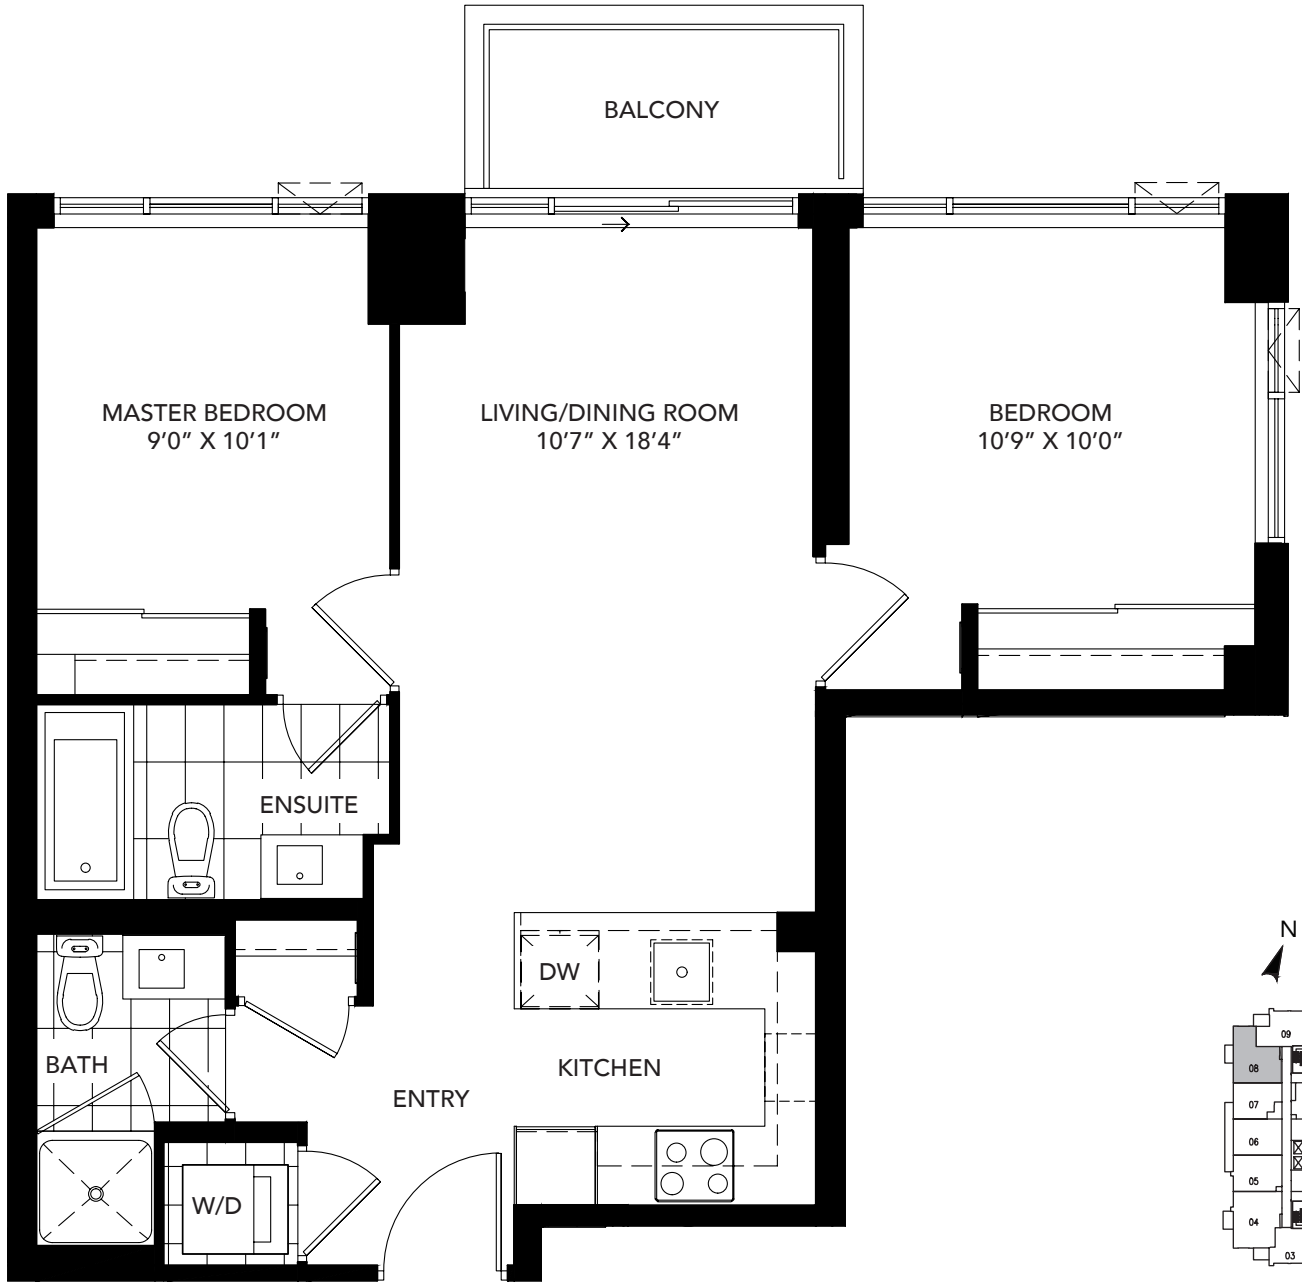 BALCONY
MASTER BEDROOM
9'0" X 10'1"
LIVING/DINING ROOM
10'7" X 18'4"
BEDROOM
10'9" X 10'0"
ENSUITE
DW
KITCHEN
BATH
ENTRY
W/D
N
09
08
07
06
05
04
03